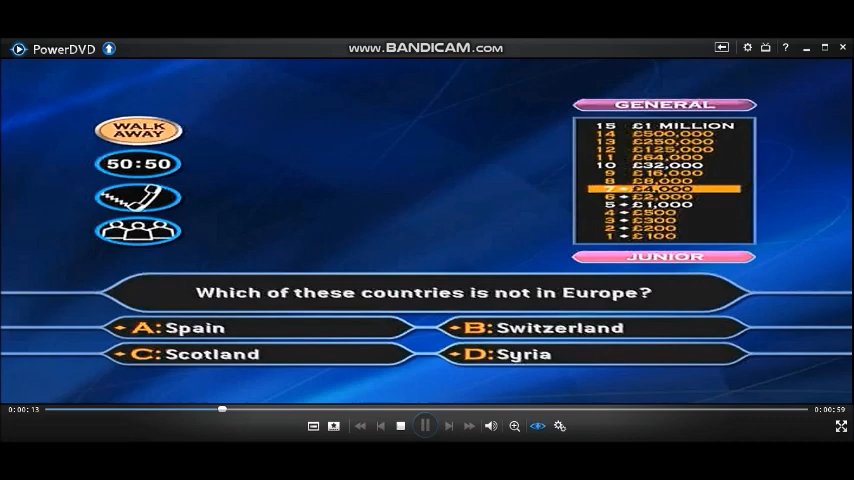 PowerDVD
www.BANDICAM.com
WALK AWAY
50:50
GENERAL
15 £1 MILLION
14 £500,000
13 £250,000
12 £125,000
11 £64,000
10 £32,000
9 £16,000
8 £8,000
7 £4,000
6 £2,000
5 £1,000
4 £500
3 £300
2 £200
1 £100
JUNIOR
Which of these countries is not in Europe?
A: Spain
B: Switzerland
C: Scotland
D: Syria
0:00:13
0:00:59